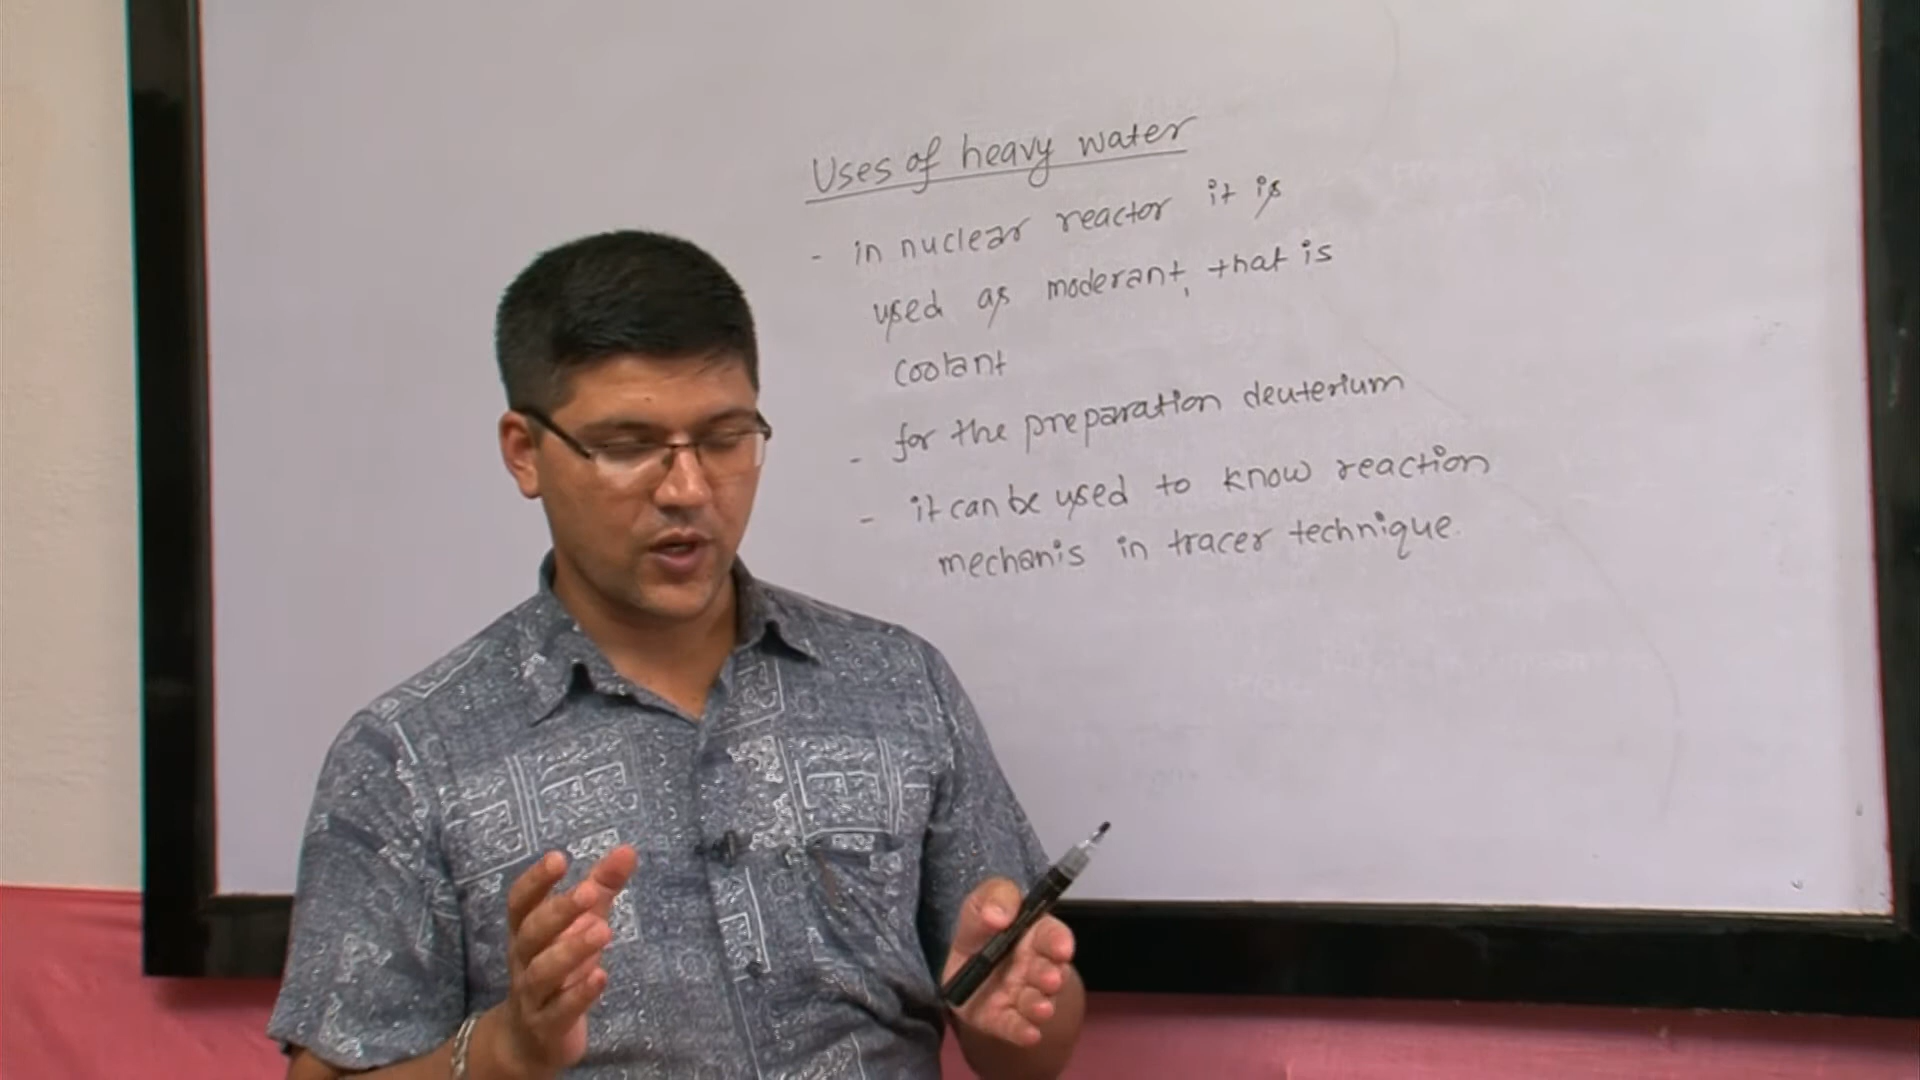 Uses of heavy water
- in nuclear reactor it is
used as moderant, that is
coolant
- for the preparation deuterium
- it can be used to know reaction
mechanis in tracer technique.